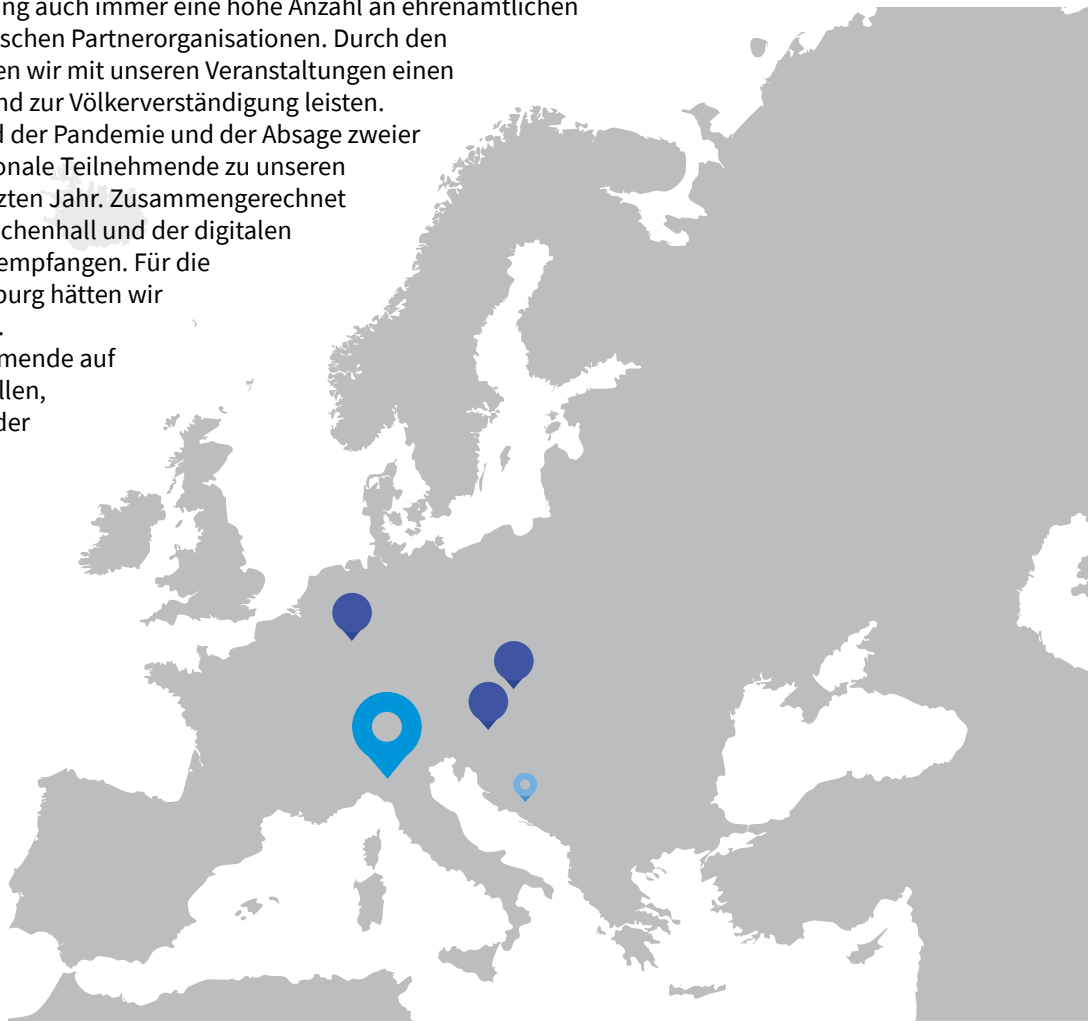 ng auch immer eine hohe Anzahl an ehrenamtlichen
schen Partnerorganisationen. Durch den
en wir mit unseren Veranstaltungen einen
nd zur Völkerverständigung leisten.
d der Pandemie und der Absage zweier
onale Teilnehmende zu unseren
zten Jahr. Zusammengerechnet
chenhall und der digitalen
empfangen. Für die
burg hätten wir
.
mende auf
llen,
der